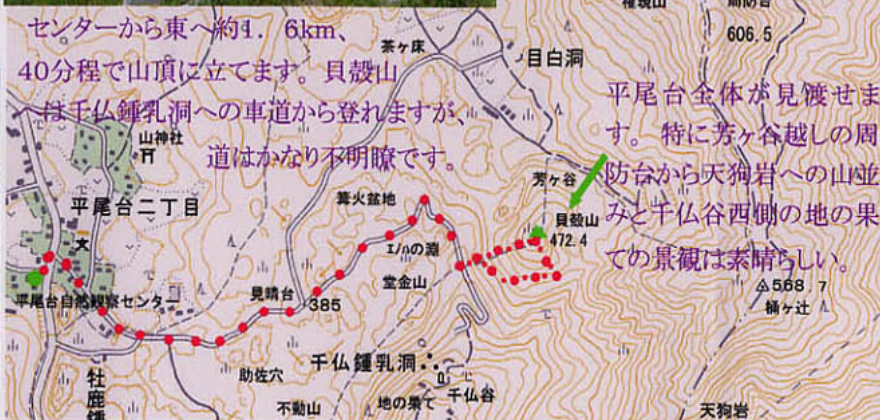 センターから東へ約1. 6km、
40分程で山頂に立てます。貝殻山
は千仏鍾乳洞への車道から登れますが、
道はかなり不明瞭です。
平尾台全体が見渡せま
す。特に芳ヶ谷越しの周
防台から天狗岩への山並
みと千仏谷西側の地の果
ての景観は素晴らしい。
606.5
茶ヶ床
目白洞
山神社
平尾台二丁目
芳ヶ谷
篝火盆地
貝殻山
472.4
堂金山
平尾台自然観察センター
見晴台
385
568.7
桶ヶ辻
千仏鍾乳洞
助佐穴
千仏谷
地の果て
不動山
天狗岩
牡鹿鍾